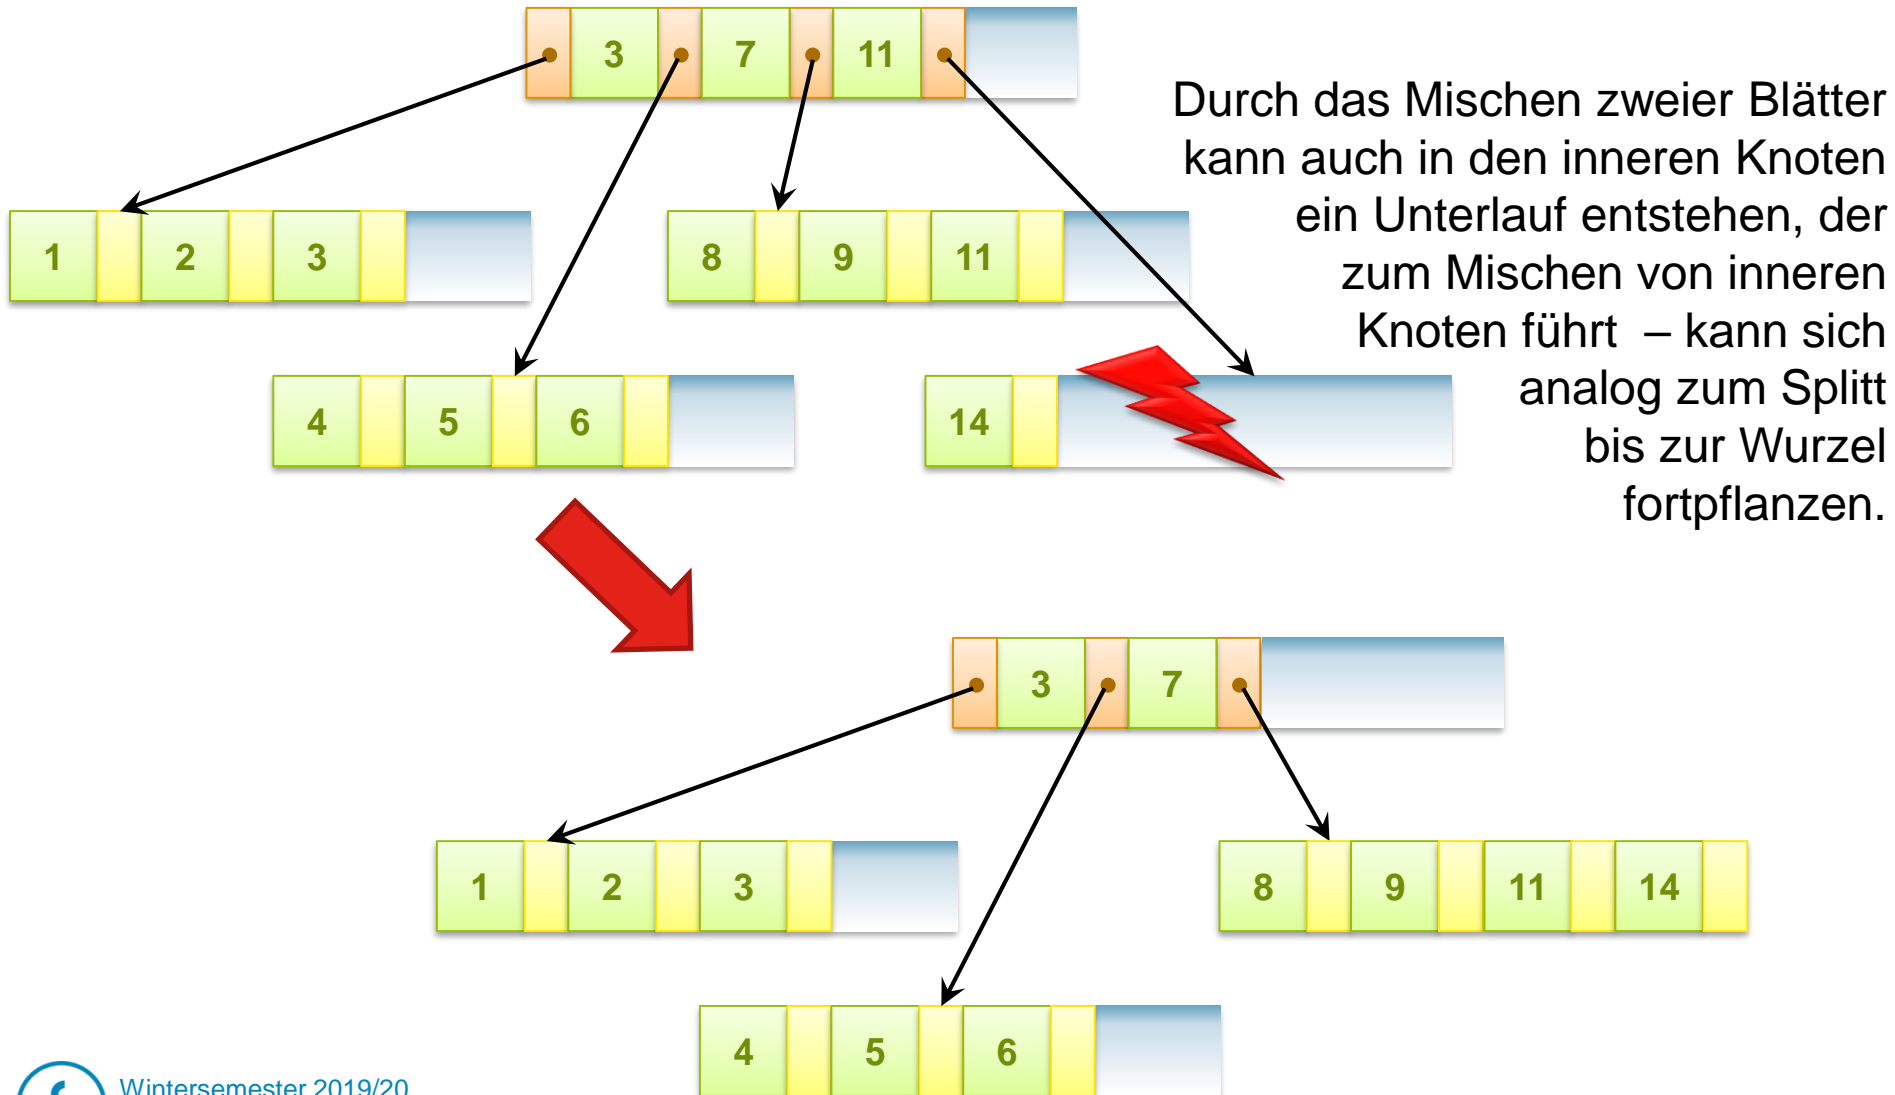 3 7 11
Durch das Mischen zweier Blätter
kann auch in den inneren Knoten
ein Unterlauf entstehen, der
zum Mischen von inneren
Knoten führt – kann sich
analog zum Splitt
bis zur Wurzel
fortpflanzen.
1 2 3
8 9 11
4 5 6
14
3 7
1 2 3
8 9 11 14
4 5 6
Wintersemester 2019/20